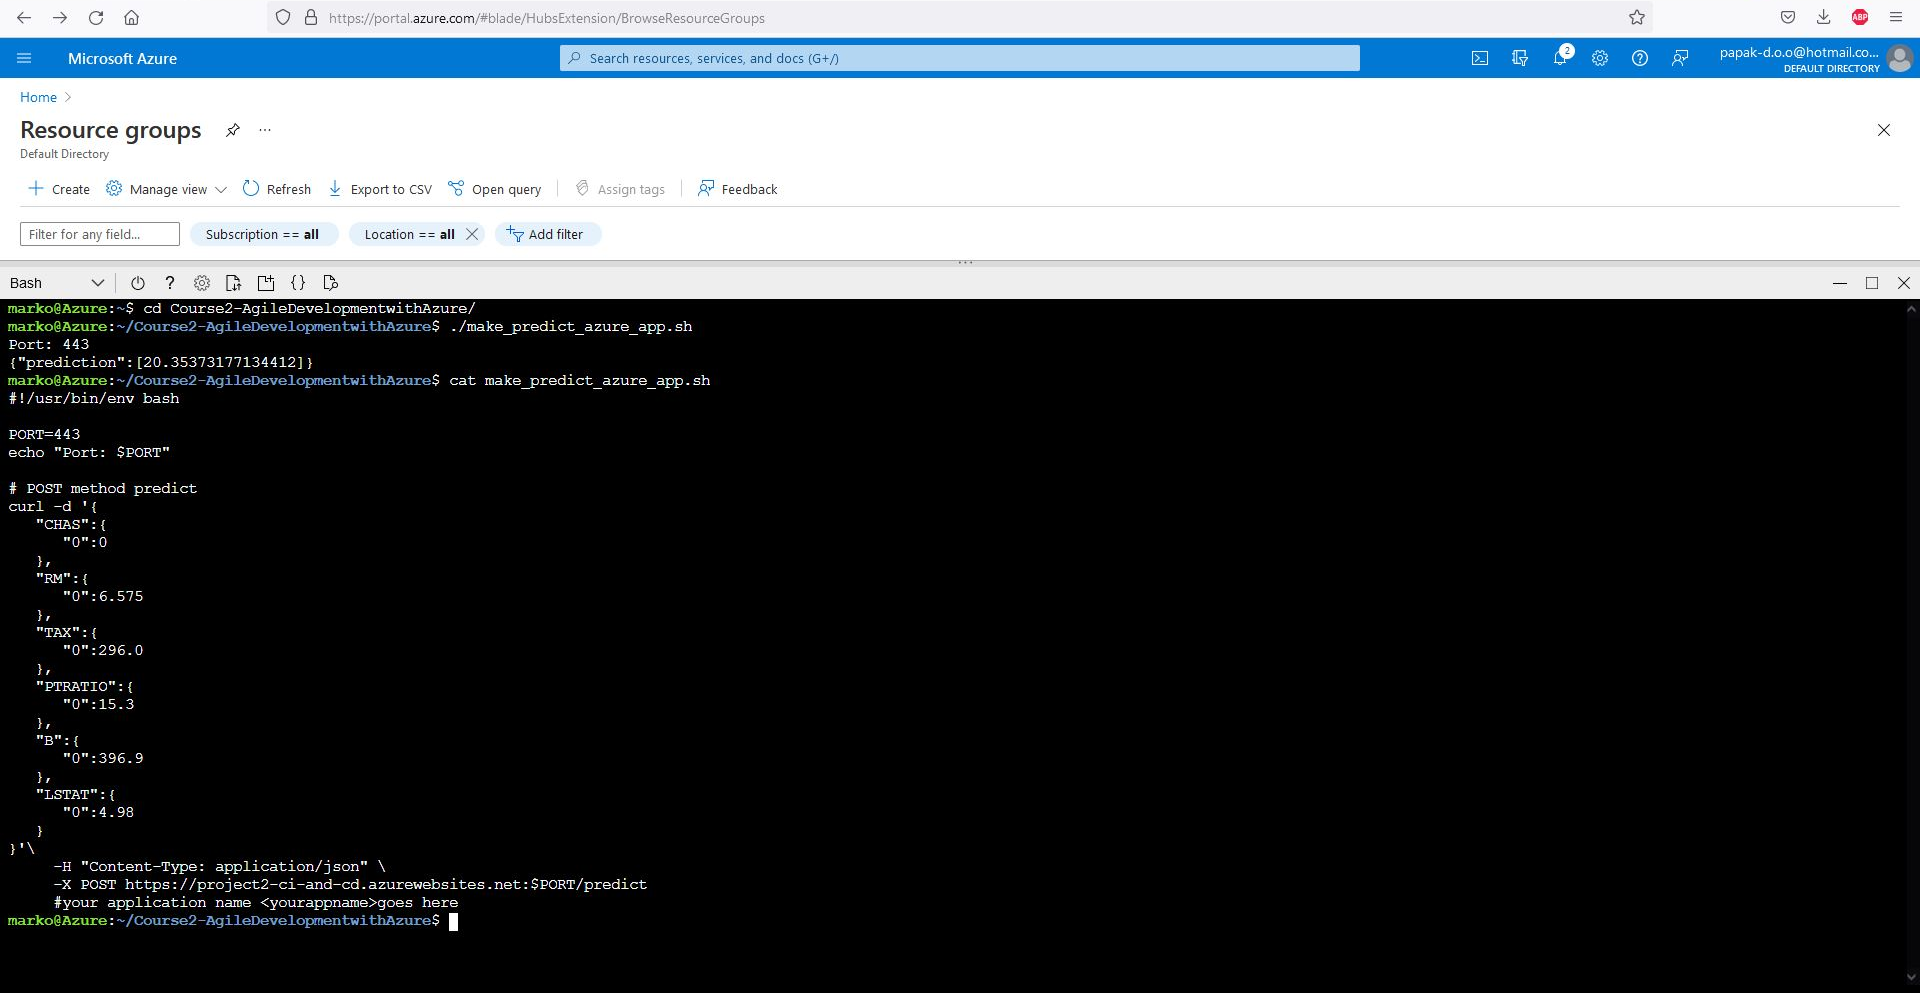 https://portal.azure.com/#blade/HubsExtension/BrowseResourceGroups
ABP
Microsoft Azure
Search resources, services, and docs (G+/)
2
papak-d.o.o@hotmail.co...
DEFAULT DIRECTORY
Home
Resource groups
...
Default Directory
Create
Manage view
Refresh
Export to CSV
Open query
Assign tags
Feedback
Filter for any field...
Subscription == all
Location == all
Add filter
Bash
?
{}
marko@Azure:~$ cd Course2-AgileDevelopmentwithAzure/
marko@Azure:~/Course2-AgileDevelopmentwithAzure$ ./make_predict_azure_app.sh
Port: 443
{"prediction":[20.35373177134412]}
marko@Azure:~/Course2-AgileDevelopmentwithAzure$ cat make_predict_azure_app.sh
#!/usr/bin/env bash
PORT=443
echo "Port: $PORT"
# POST method predict
curl -d '{
"CHAS":{
"0":0
},
"RM":{
"0":6.575
},
"TAX":{
"0":296.0
},
"PTRATIO":{
"0":15.3
},
"B":{
"0":396.9
},
"LSTAT":{
"0":4.98
}
}'\
-H "Content-Type: application/json" \
-X POST https://project2-ci-and-cd.azurewebsites.net:$PORT/predict
#your application name <yourappname>goes here
marko@Azure:~/Course2-AgileDevelopmentwithAzure$